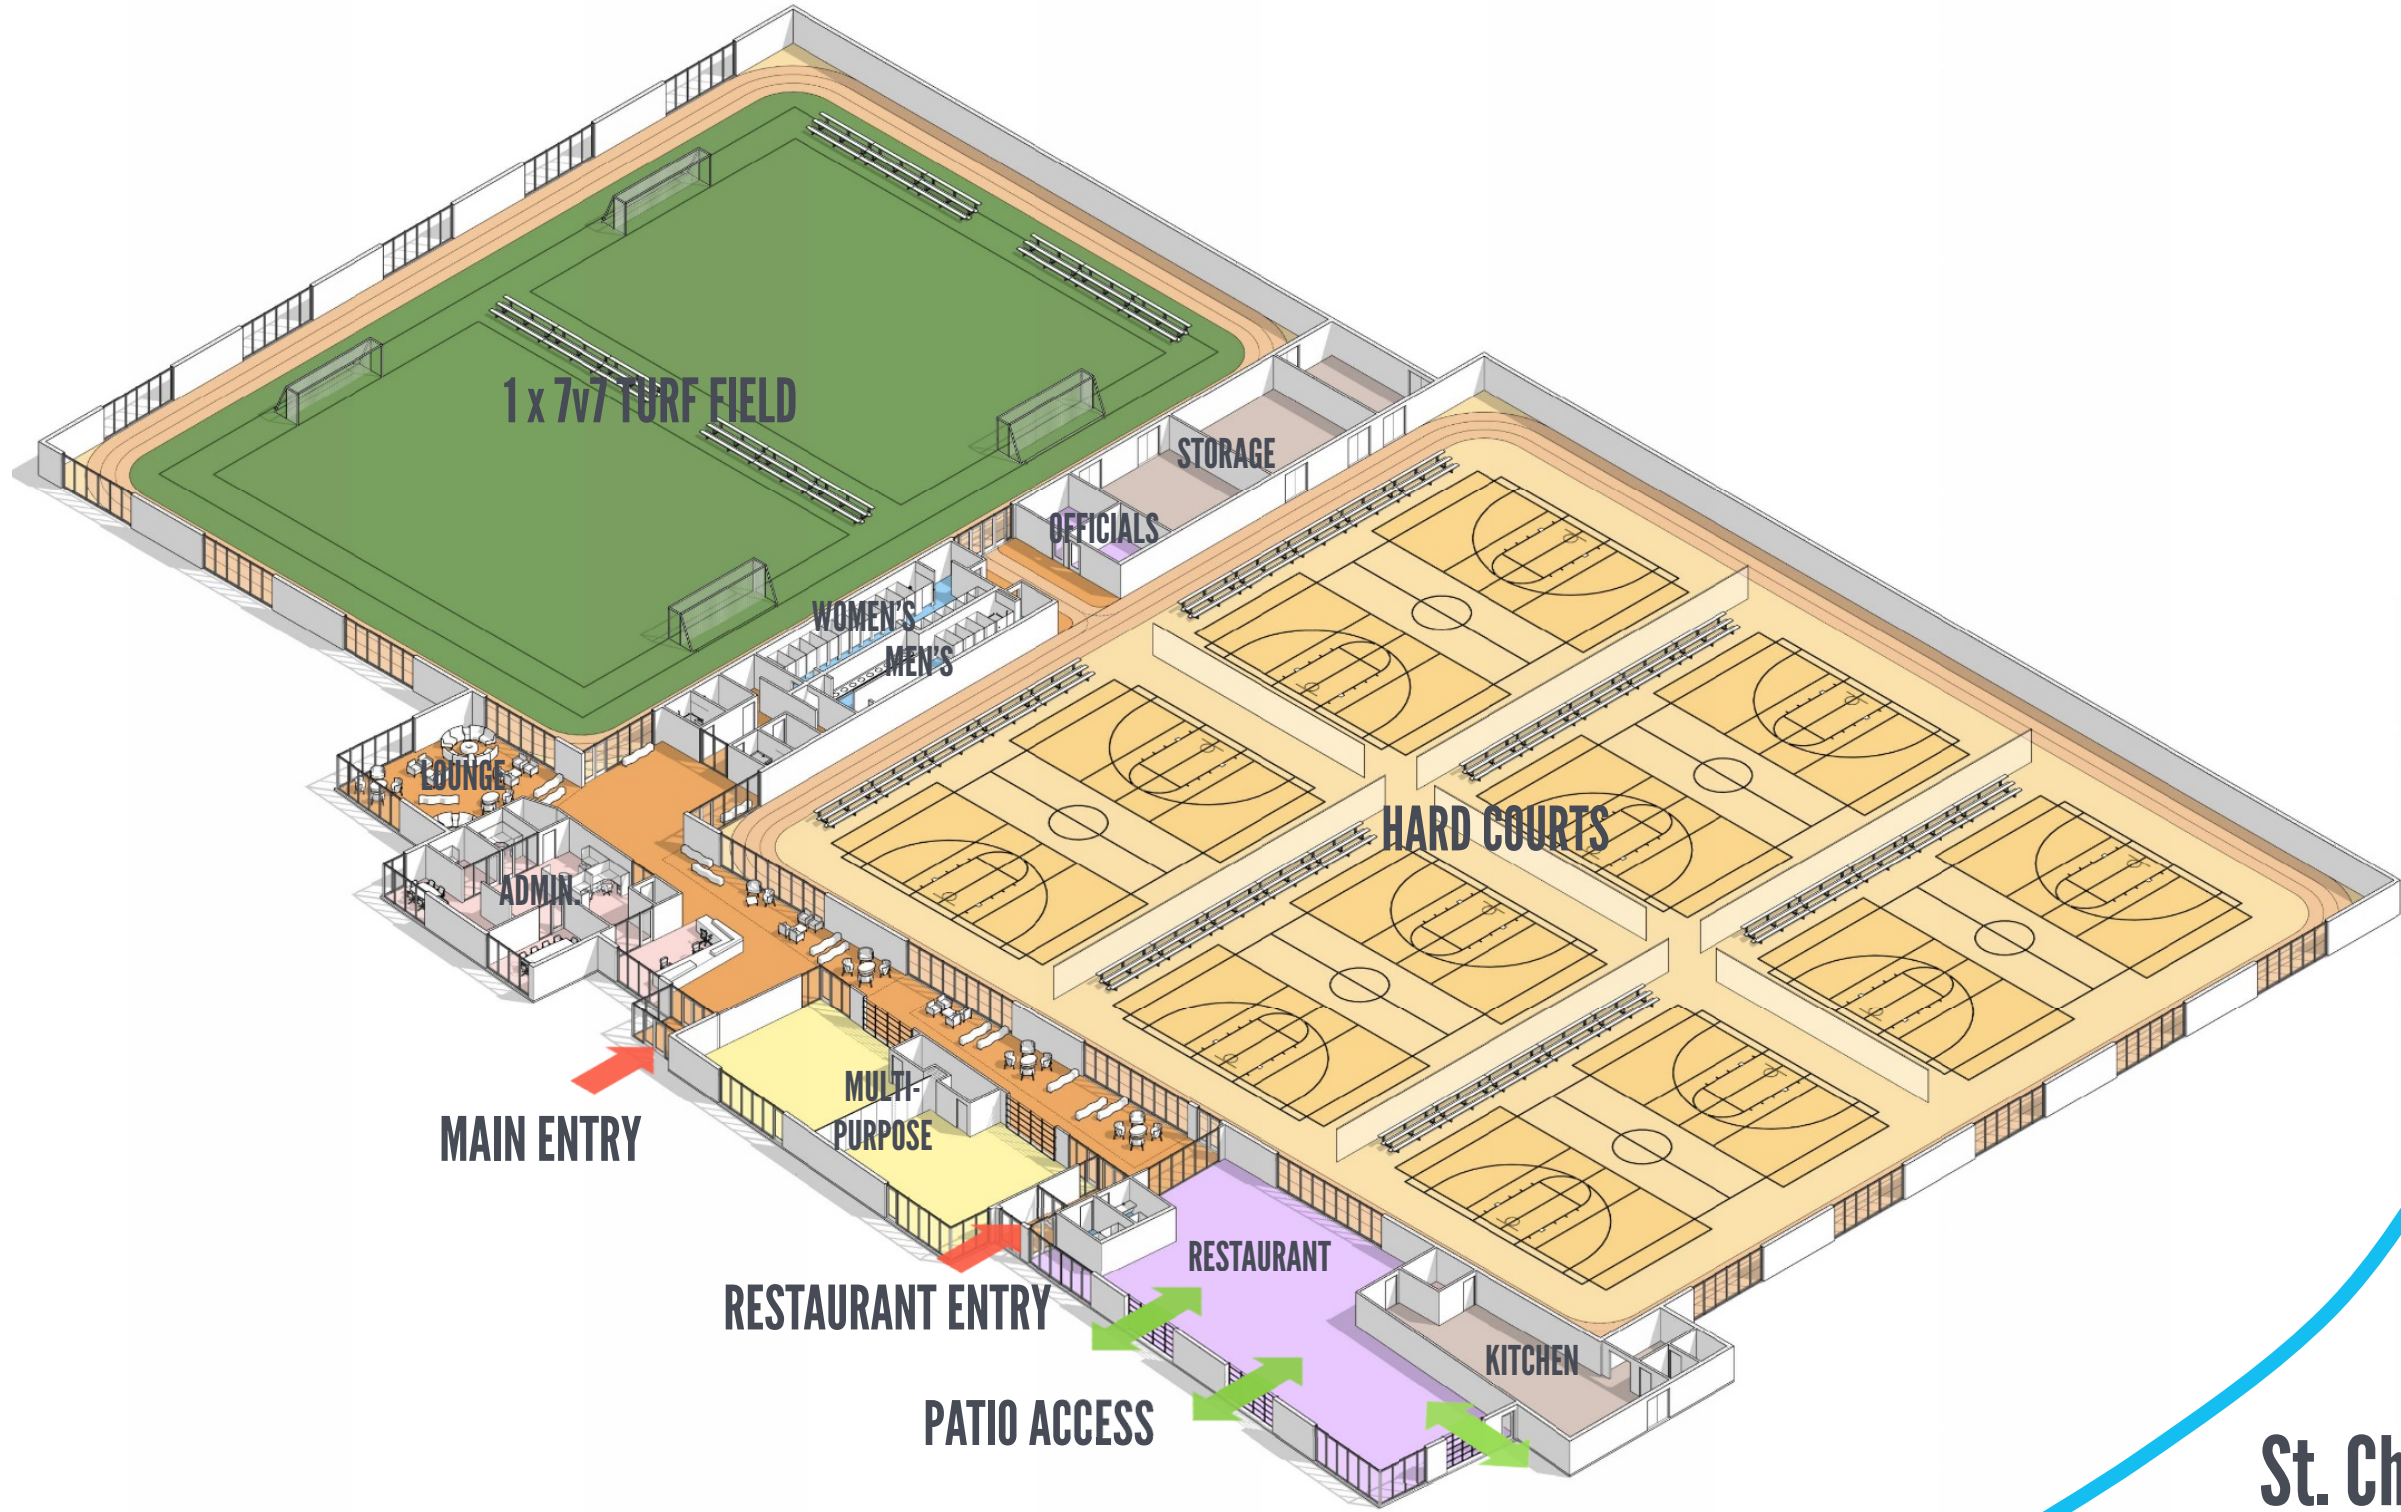 1 x 7v7 TURF FIELD
STORAGE
OFFICIALS
WOMEN'S
MEN'S
LOUNGE
HARD COURTS
ADMIN.
MULTI-
PURPOSE
MAIN ENTRY
RESTAURANT
RESTAURANT ENTRY
KITCHEN
PATIO ACCESS
St. Ch